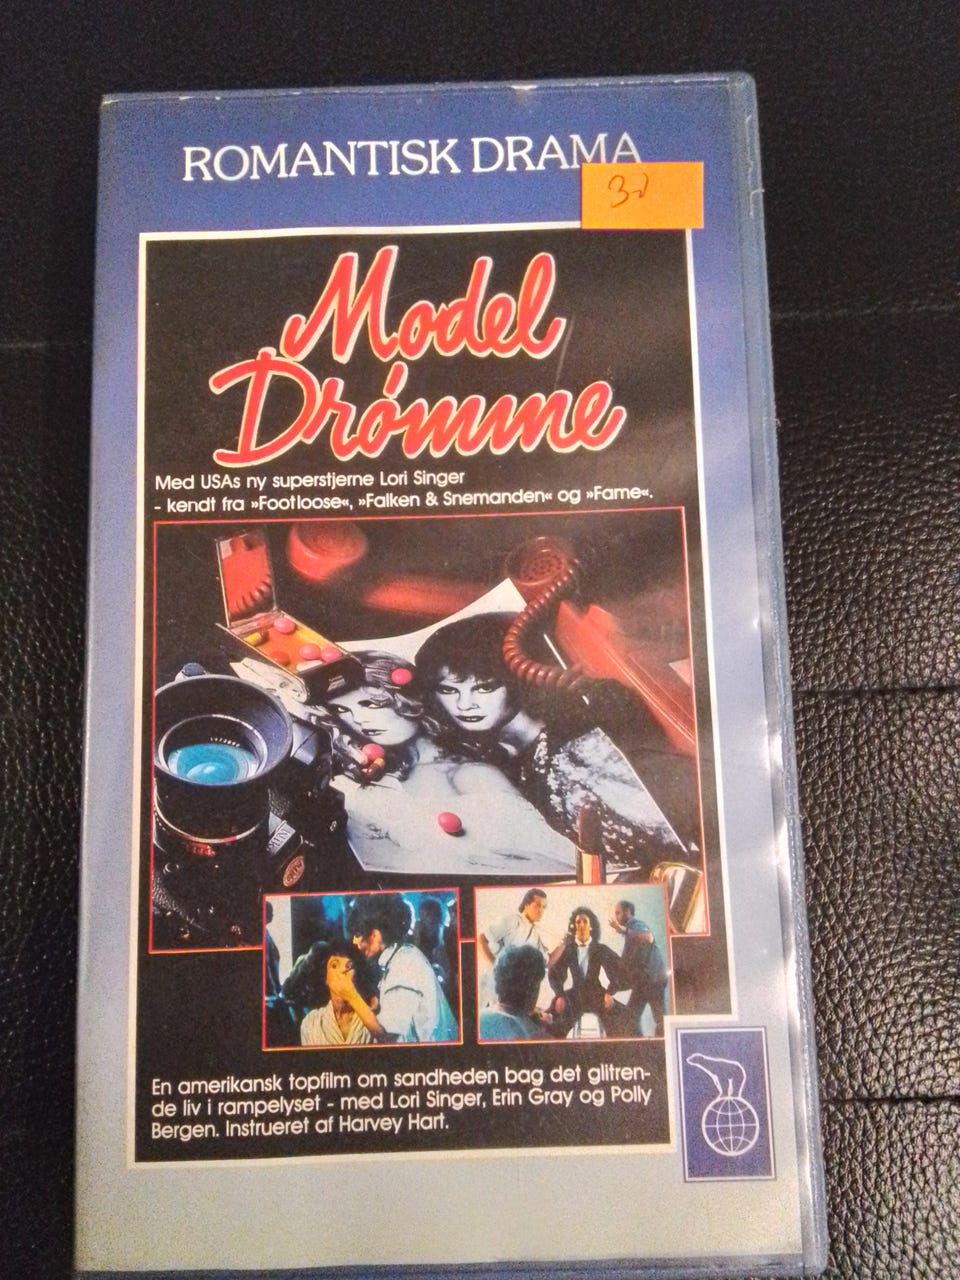 ROMANTISK DRAMA
Model
Drømme
Med USAs ny superstjerne Lori Singer
- kendt fra »Footloose«, »Falken & Snemanden« og »Fame«.
En amerikansk topfilm om sandheden bag det glitren-
de liv i rampelyset - med Lori Singer, Erin Gray og Polly
Bergen. Instrueret af Harvey Hart.